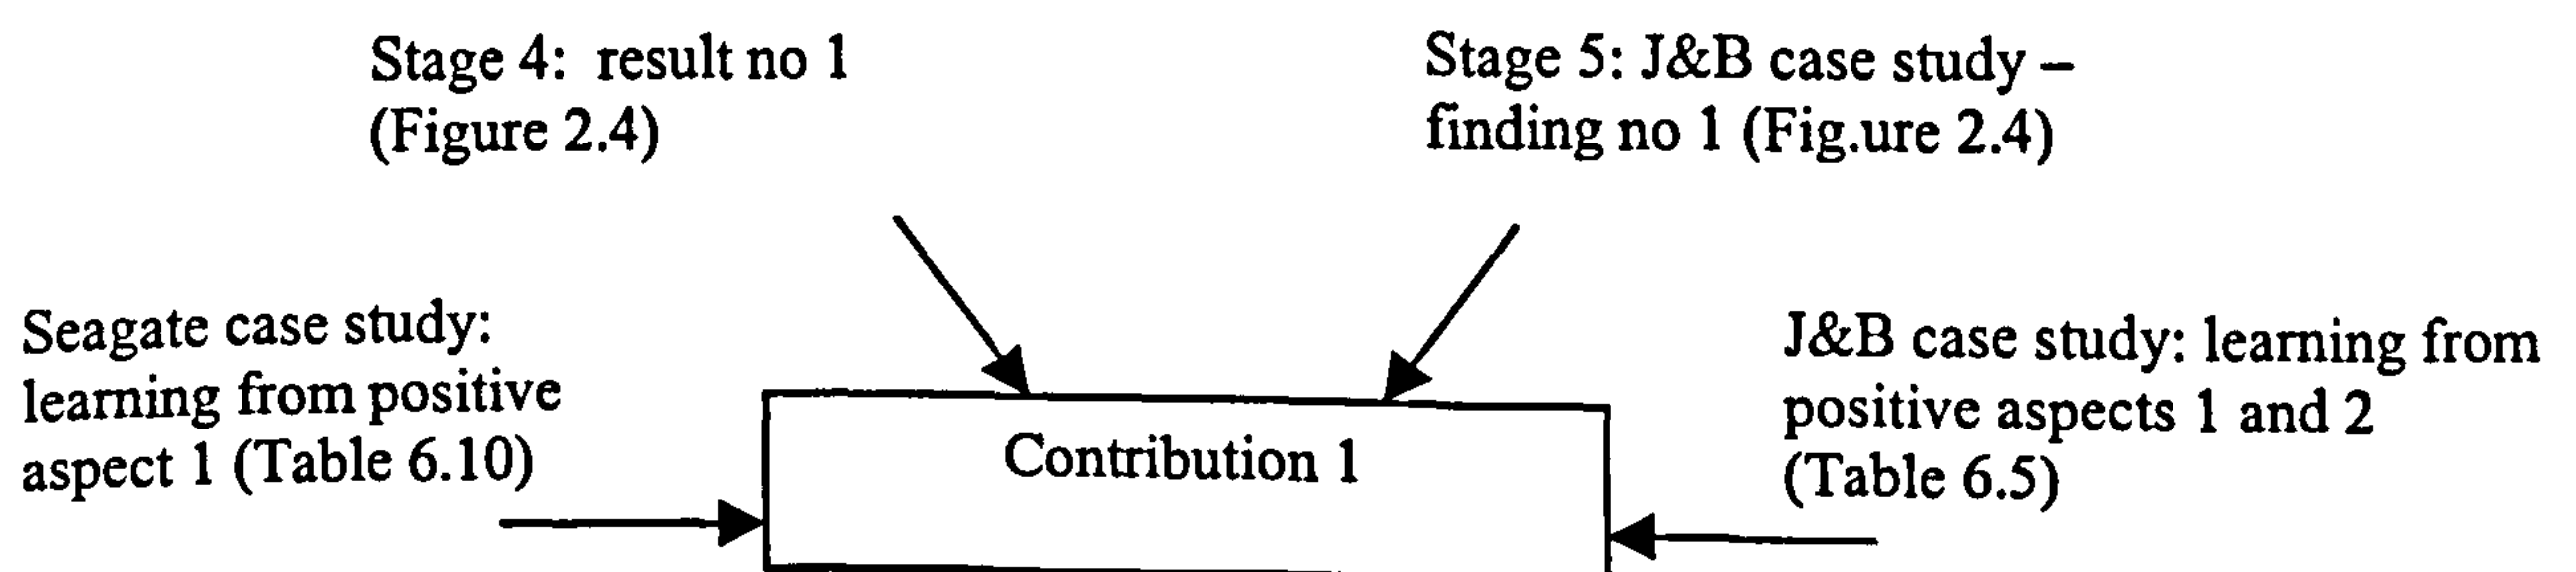 Stage 4: result no 1
(Figure 2.4)
Stage 5: J&B case study –
finding no 1 (Fig.ure 2.4)
Seagate case study:
learning from positive
aspect 1 (Table 6.10)
Contribution 1
J&B case study: learning from
positive aspects 1 and 2
(Table 6.5)